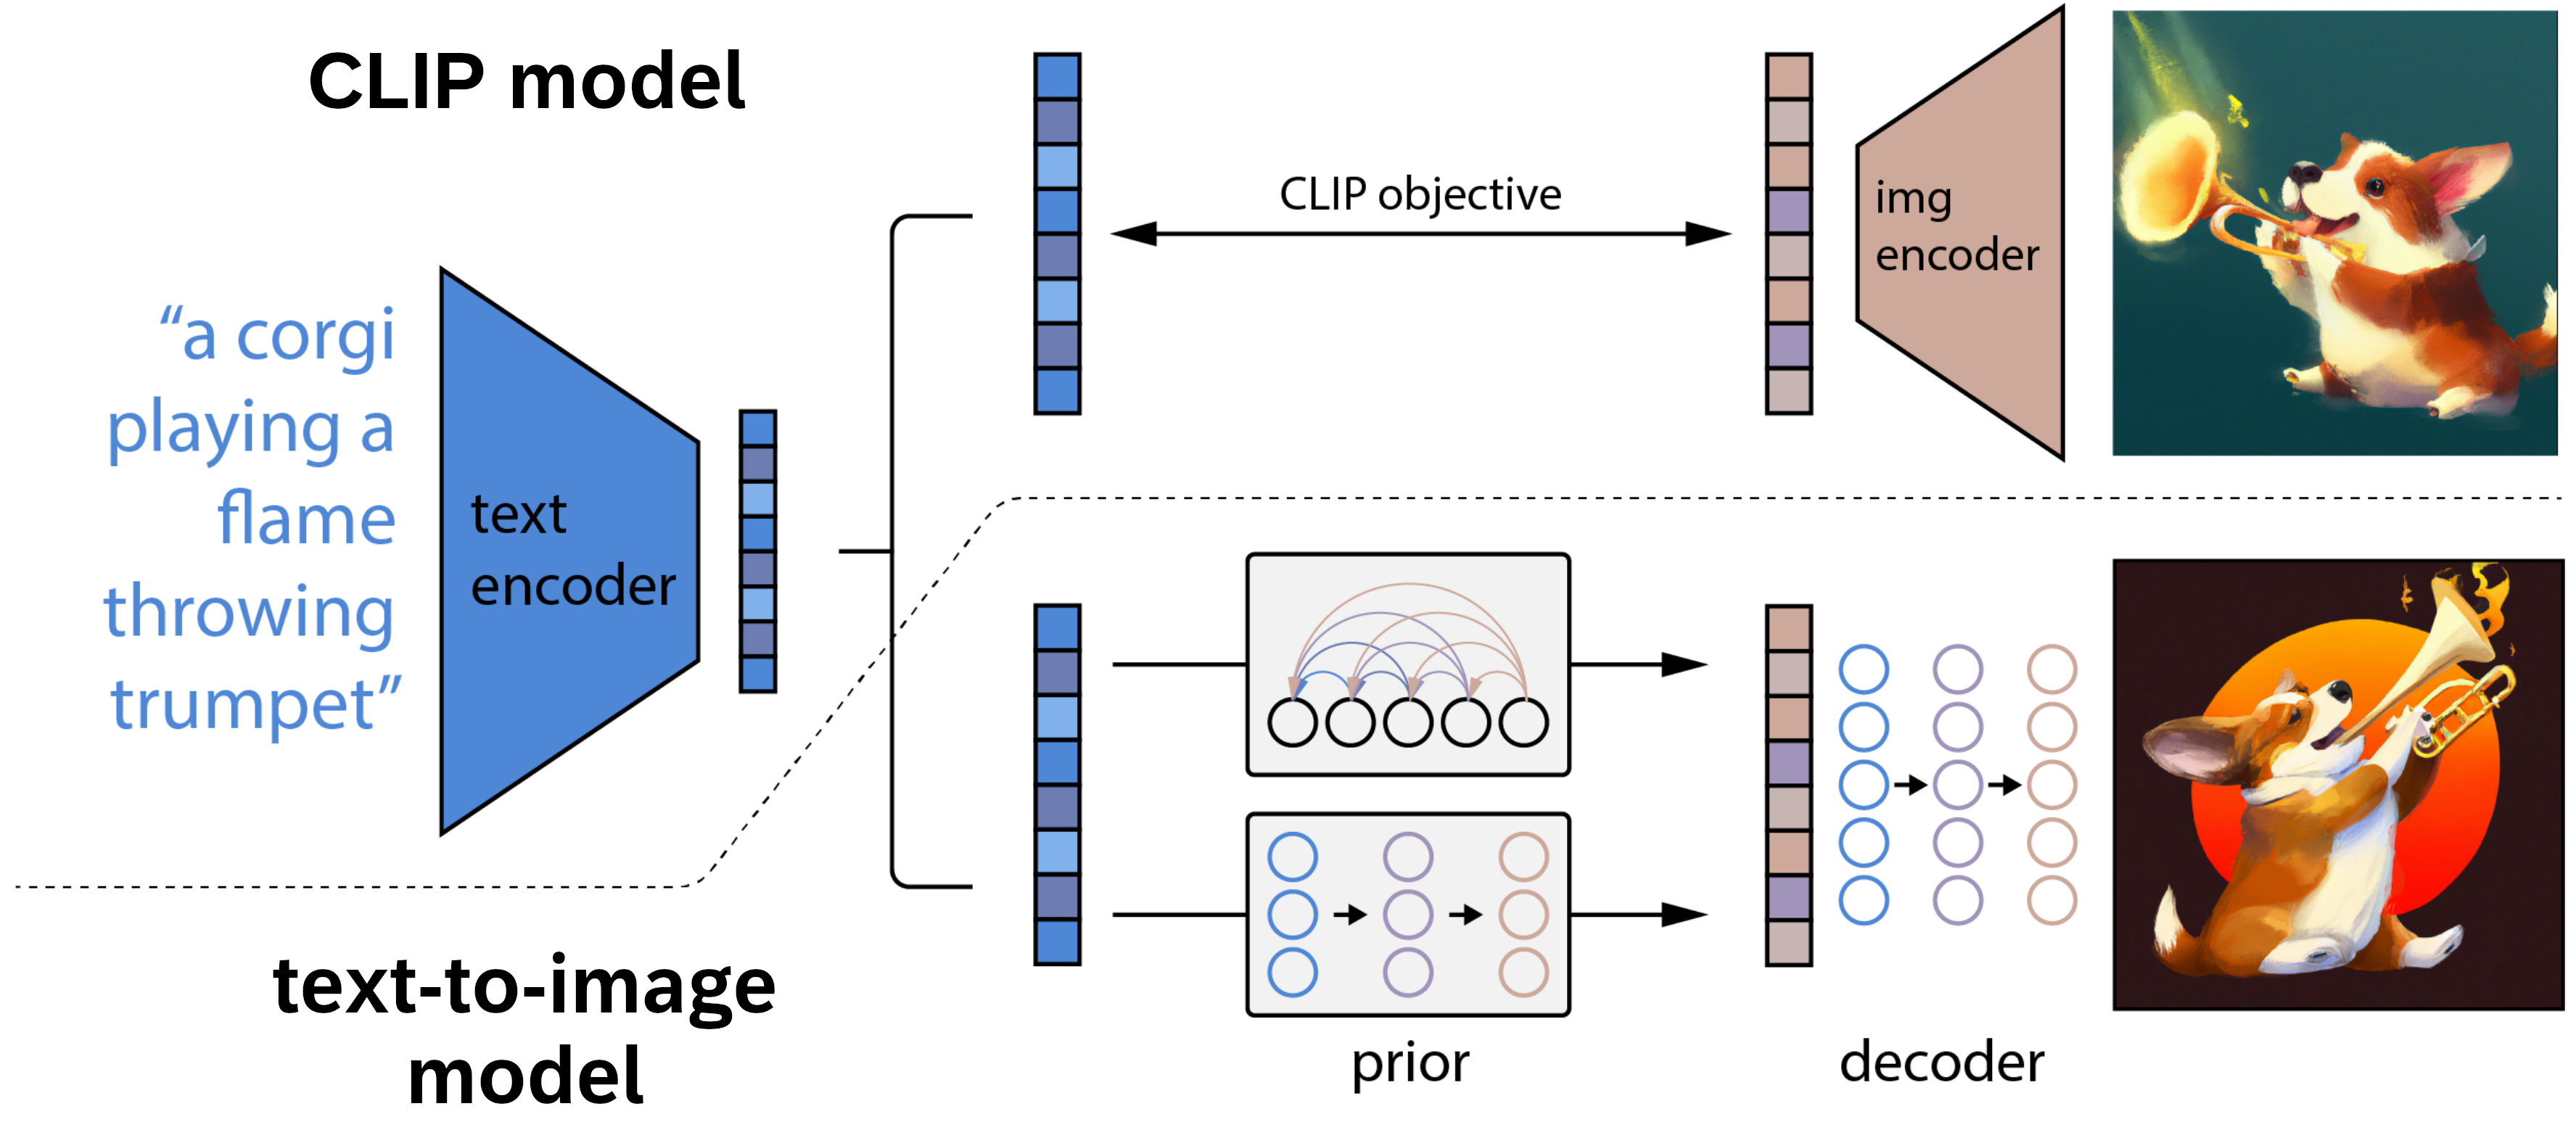 CLIP model
“a corgi
playing a
flame
throwing
trumpet”
text
encoder
CLIP objective
img
encoder
text-to-image
model
prior
decoder